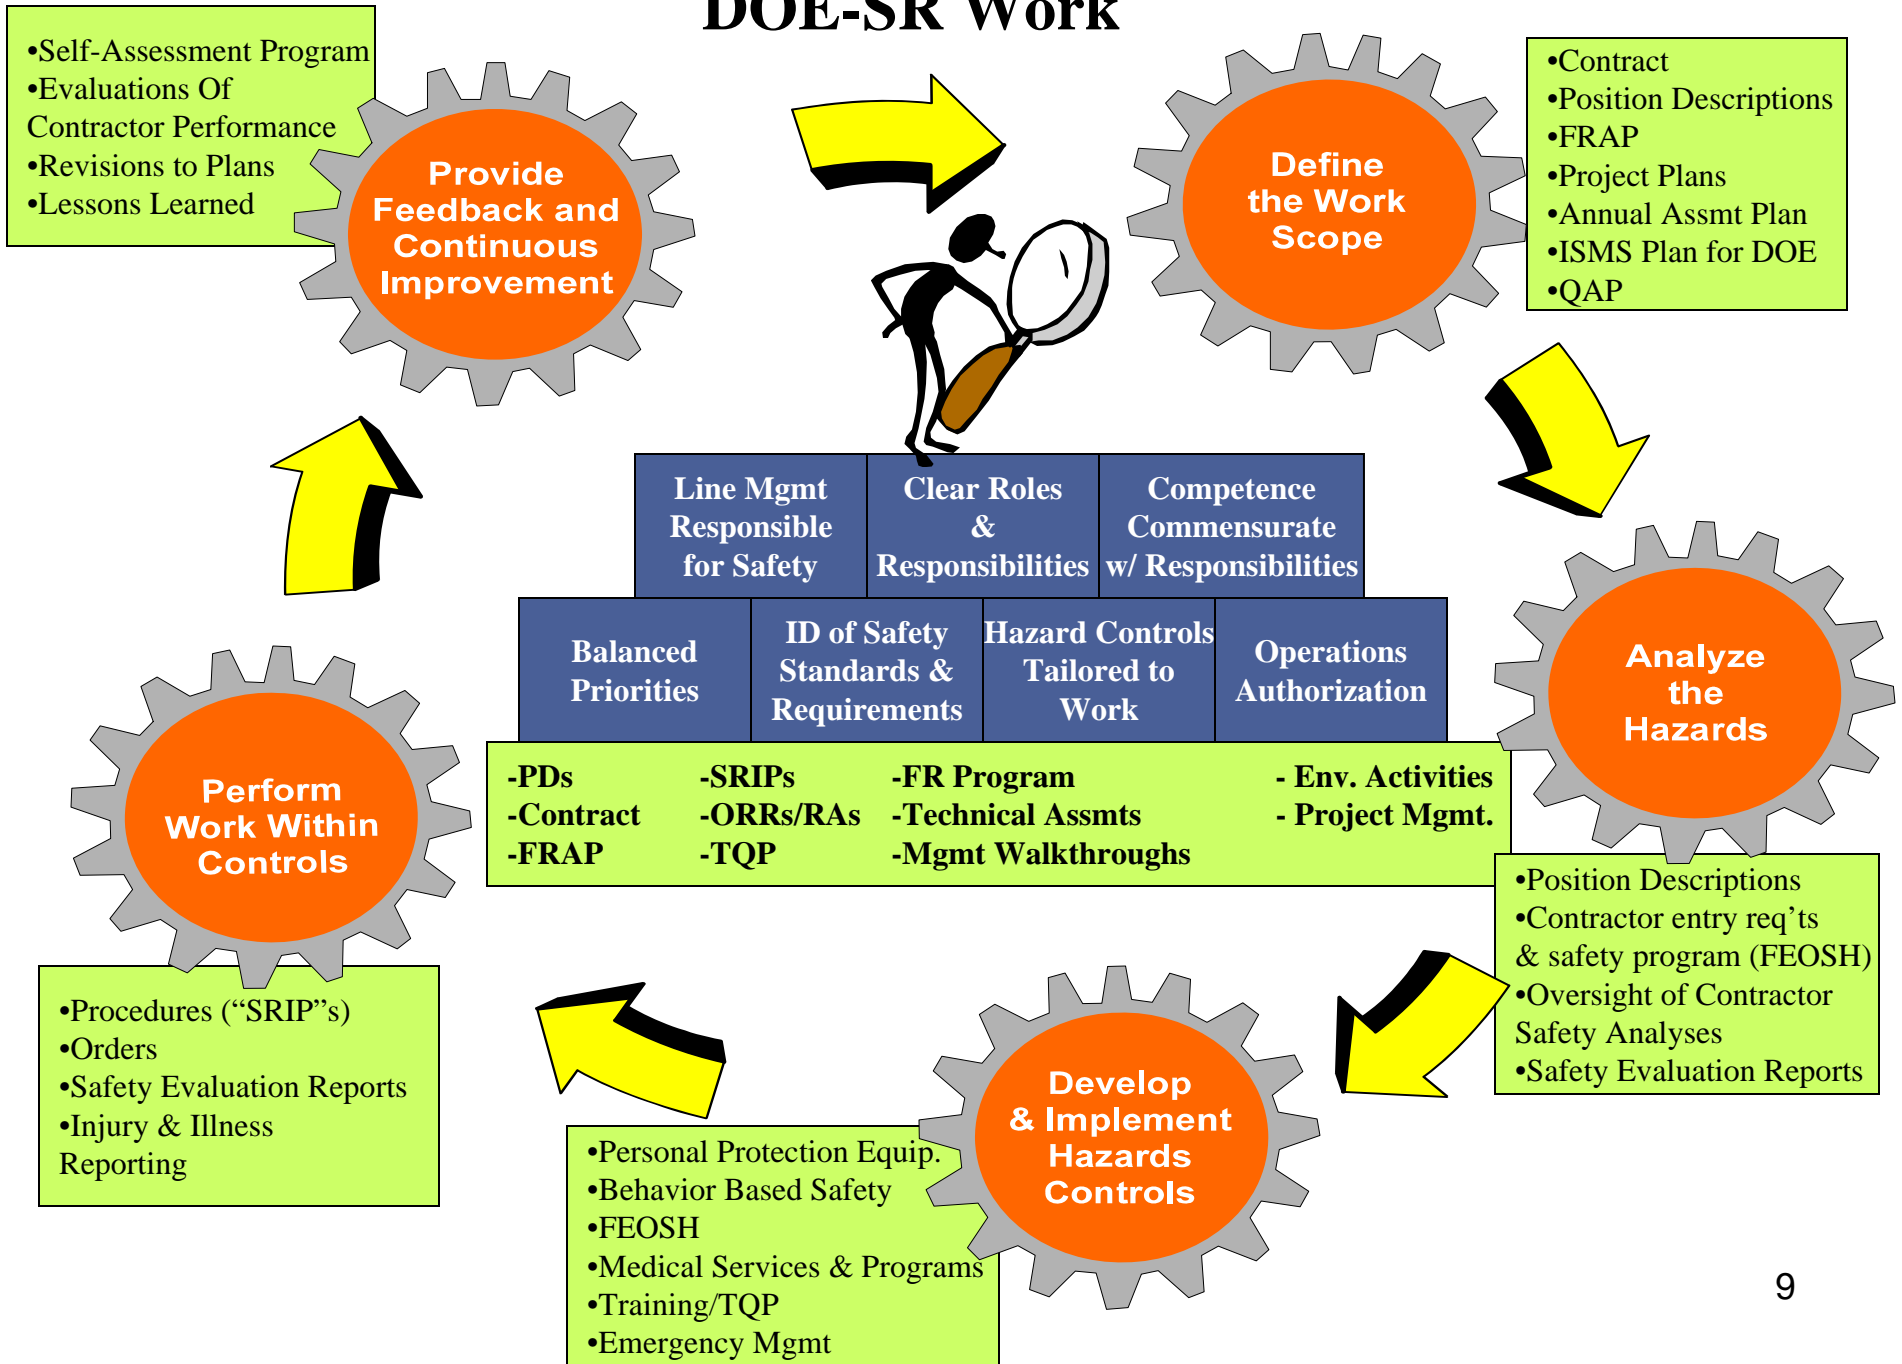 DOE-SR Work
•Self-Assessment Program
•Evaluations Of
Contractor Performance
•Revisions to Plans
•Lessons Learned
Provide
Feedback and
Continuous
Improvement
Define
the Work
Scope
•Contract
•Position Descriptions
•FRAP
•Project Plans
•Annual Assmt Plan
•ISMS Plan for DOE
•QAP
Line Mgmt
Responsible
for Safety
Clear Roles
&
Responsibilities
Competence
Commensurate
w/ Responsibilities
Balanced
Priorities
ID of Safety
Standards &
Requirements
Hazard Controls
Tailored to
Work
Operations
Authorization
-PDs
-Contract
-FRAP
-SRIPs
-ORRs/RAs
-TQP
-FR Program
-Technical Assmts
-Mgmt Walkthroughs
- Env. Activities
- Project Mgmt.
Analyze
the
Hazards
•Position Descriptions
•Contractor entry req’ts
& safety program (FEOSH)
•Oversight of Contractor
Safety Analyses
•Safety Evaluation Reports
Develop
& Implement
Hazards
Controls
•Personal Protection Equip.
•Behavior Based Safety
•FEOSH
•Medical Services & Programs
•Training/TQP
•Emergency Mgmt
Perform
Work Within
Controls
•Procedures (“SRIP”s)
•Orders
•Safety Evaluation Reports
•Injury & Illness
Reporting
9